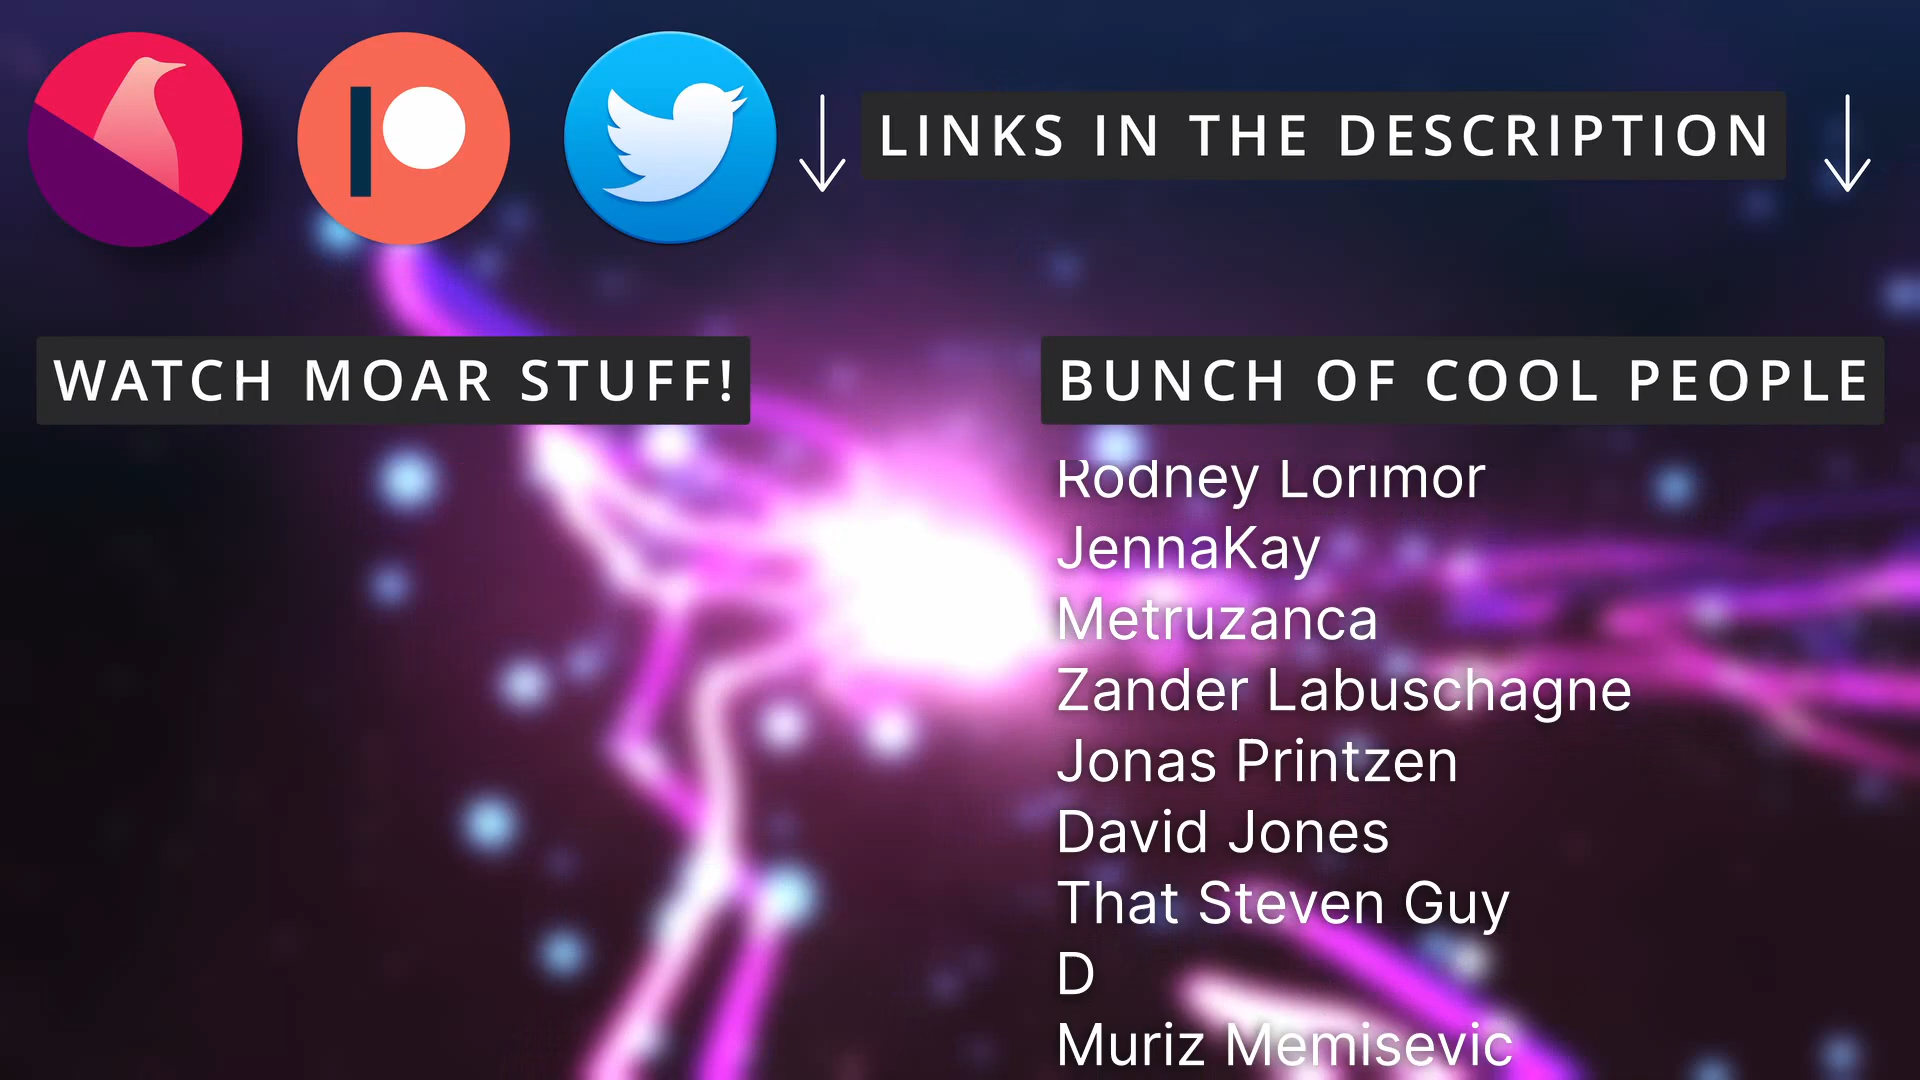 LINKS IN THE DESCRIPTION
WATCH MOAR STUFF!
BUNCH OF COOL PEOPLE
Rodney Lorimor
JennaKay
Metruzanca
Zander Labuschagne
Jonas Printzen
David Jones
That Steven Guy
D
Muriz Memisevic